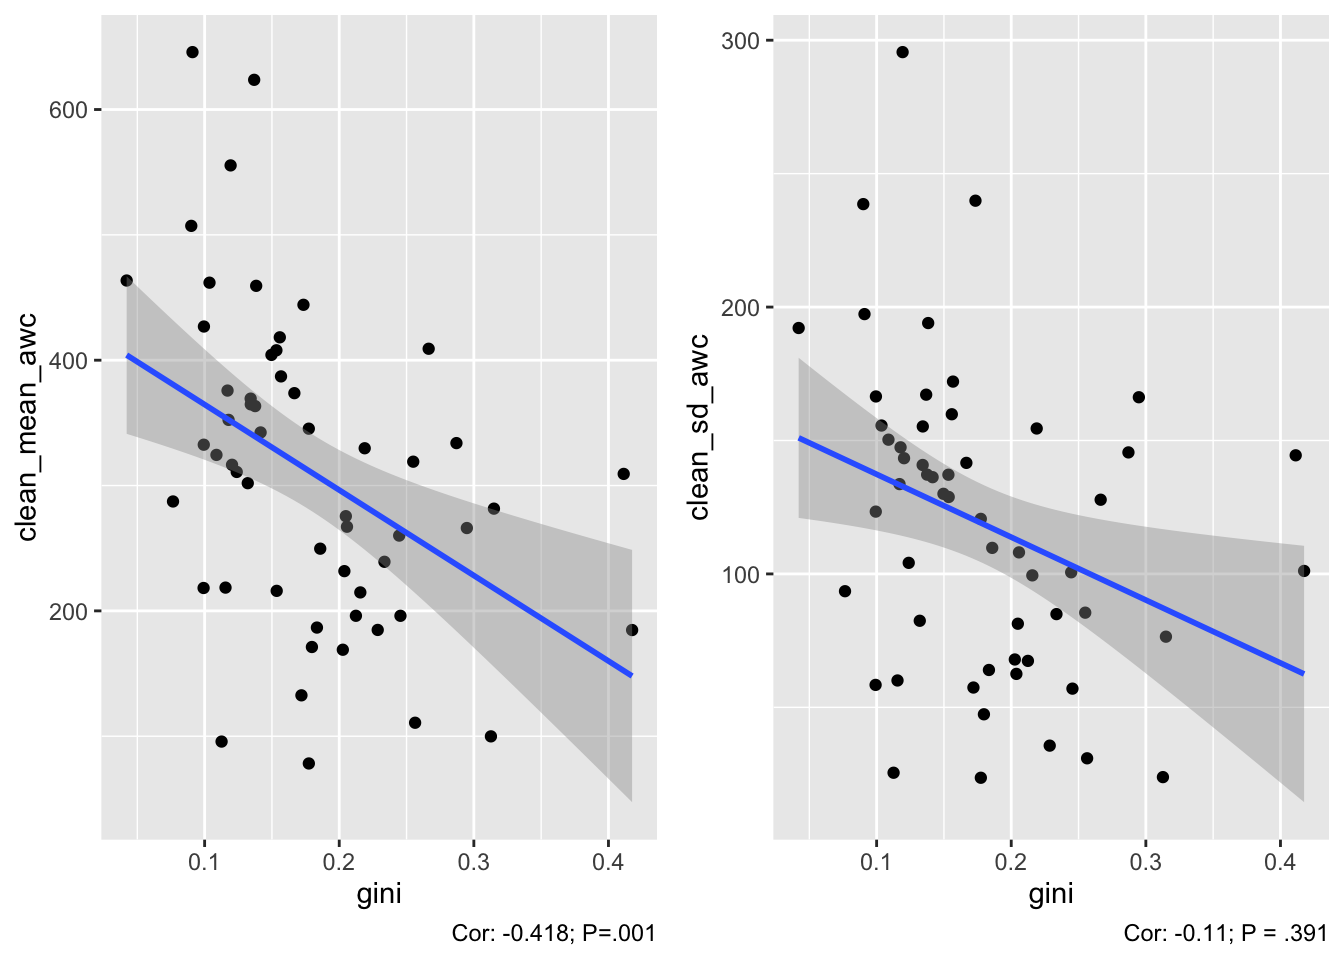 clean_mean_awc
600
400
200
0.1 0.2 0.3 0.4
gini
Cor: -0.418; P=.001
clean_sd_awc
300
200
100
0.1 0.2 0.3 0.4
gini
Cor: -0.11; P = .391